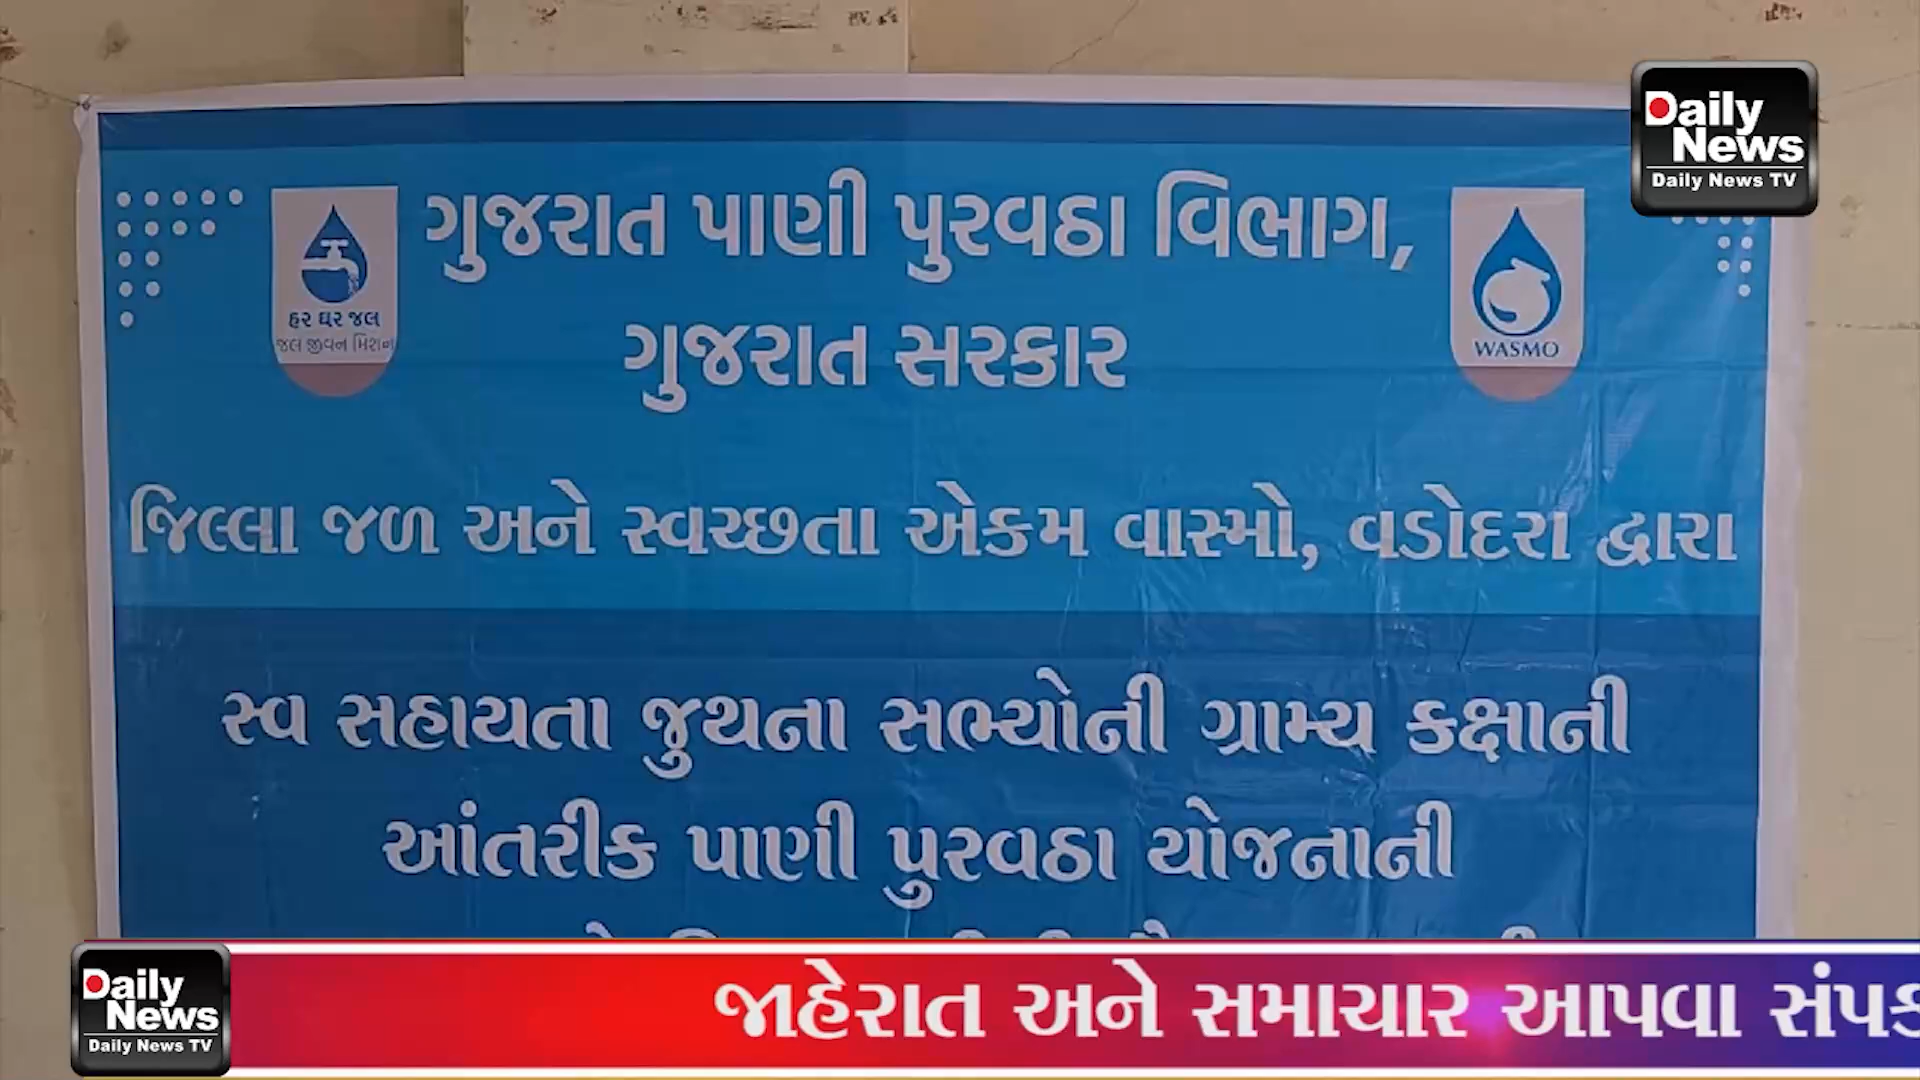 Daily
News
Daily News TV
ગુજરાત પાણી પુરવઠા વિભાગ,
ગુજરાત સરકાર
હર ઘર જલ
જલ જીવન મિશન
WASMO
જિલ્લા જળ અને સ્વચ્છતા એકમ વાસ્મો, વડોદરા દ્વારા
સ્વ સહાયતા જુથના સભ્યોની ગ્રામ્ય કક્ષાની
આંતરીક પાણી પુરવઠા યોજનાની
Daily
News
Daily News TV
જાહેરાત અને સમાચાર આપવા